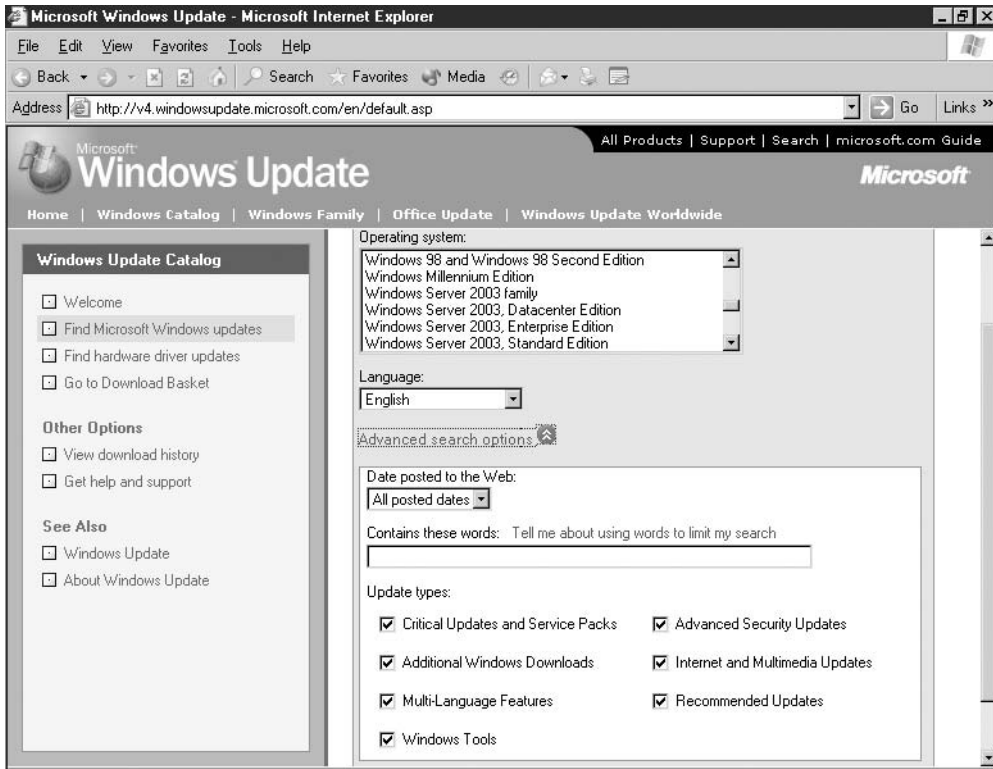 Microsoft Windows Update - Microsoft Internet Explorer
File Edit View Favorites Tools Help
Back Search Favorites Media
Address http://v4.windowsupdate.microsoft.com/en/default.asp Go Links »
All Products | Support | Search | microsoft.com Guide
Microsoft
Windows Update
Microsoft
Home | Windows Catalog | Windows Family | Office Update | Windows Update Worldwide
Windows Update Catalog
Welcome
Find Microsoft Windows updates
Find hardware driver updates
Go to Download Basket
Other Options
View download history
Get help and support
See Also
Windows Update
About Windows Update
Operating system:
Windows 98 and Windows 98 Second Edition
Windows Millennium Edition
Windows Server 2003 family
Windows Server 2003, Datacenter Edition
Windows Server 2003, Enterprise Edition
Windows Server 2003, Standard Edition
Language:
English
Advanced search options
Date posted to the Web:
All posted dates
Contains these words: Tell me about using words to limit my search
Update types:
Critical Updates and Service Packs Advanced Security Updates
Additional Windows Downloads Internet and Multimedia Updates
Multi-Language Features Recommended Updates
Windows Tools